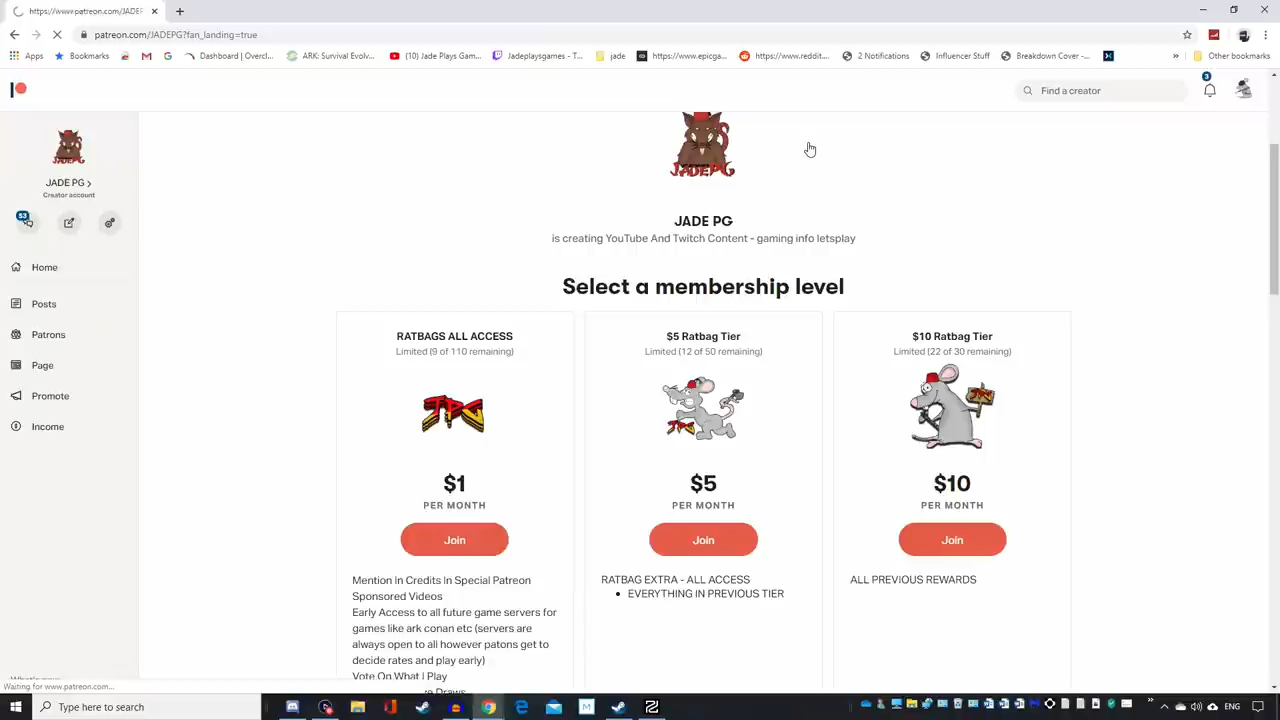 https://www.patreon.com/JADEF
patreon.com/JADEPG?fan_landing=true
Apps
Bookmarks
Dashboard | Overcl...
ARK: Survival Evolv...
(10) Jade Plays Gam...
Jadeplaysgames - T...
jade
https://www.epicga...
https://www.reddit....
2 Notifications
Influencer Stuff
Breakdown Cover -...
»
Other bookmarks
Find a creator
3
JADEPG
JADE PG
Creator account
53
Home
Posts
Patrons
Page
Promote
Income
JADEPG
JADE PG
is creating YouTube And Twitch Content - gaming info letsplay
Select a membership level
RATBAGS ALL ACCESS
Limited (9 of 110 remaining)
JPG
$1
PER MONTH
Join
Mention In Credits In Special Patreon
Sponsored Videos
Early Access to all future game servers for
games like ark conan etc (servers are
always open to all however patons get to
decide rates and play early)
Vote On What I Play
$5 Ratbag Tier
Limited (12 of 50 remaining)
JPG
$5
PER MONTH
Join
RATBAG EXTRA - ALL ACCESS
• EVERYTHING IN PREVIOUS TIER
$10 Ratbag Tier
Limited (22 of 30 remaining)
JPG
$10
PER MONTH
Join
ALL PREVIOUS REWARDS
Waiting for www.patreon.com...
Type here to search
ENG